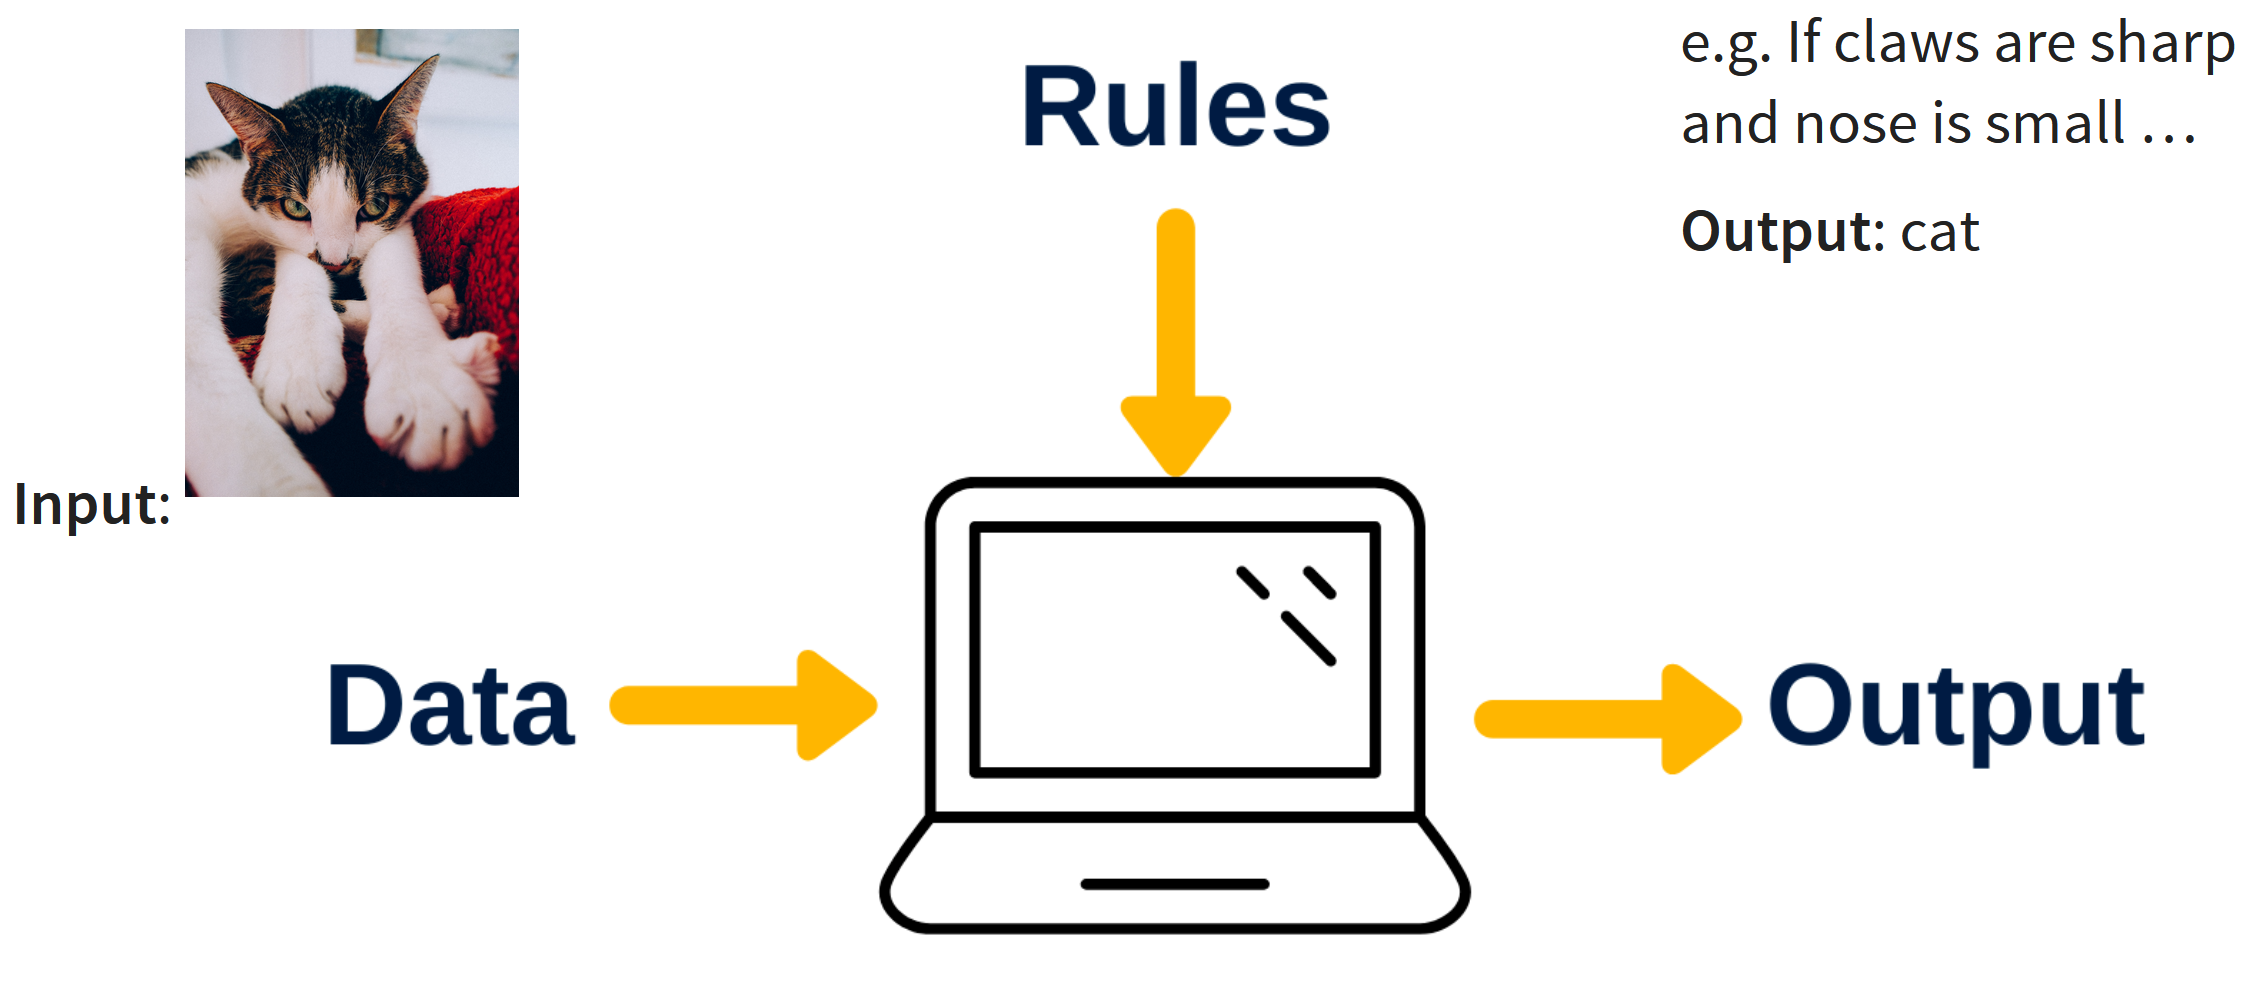 e.g. If claws are sharp
and nose is small …
Output: cat
Rules
Input:
Data
Output